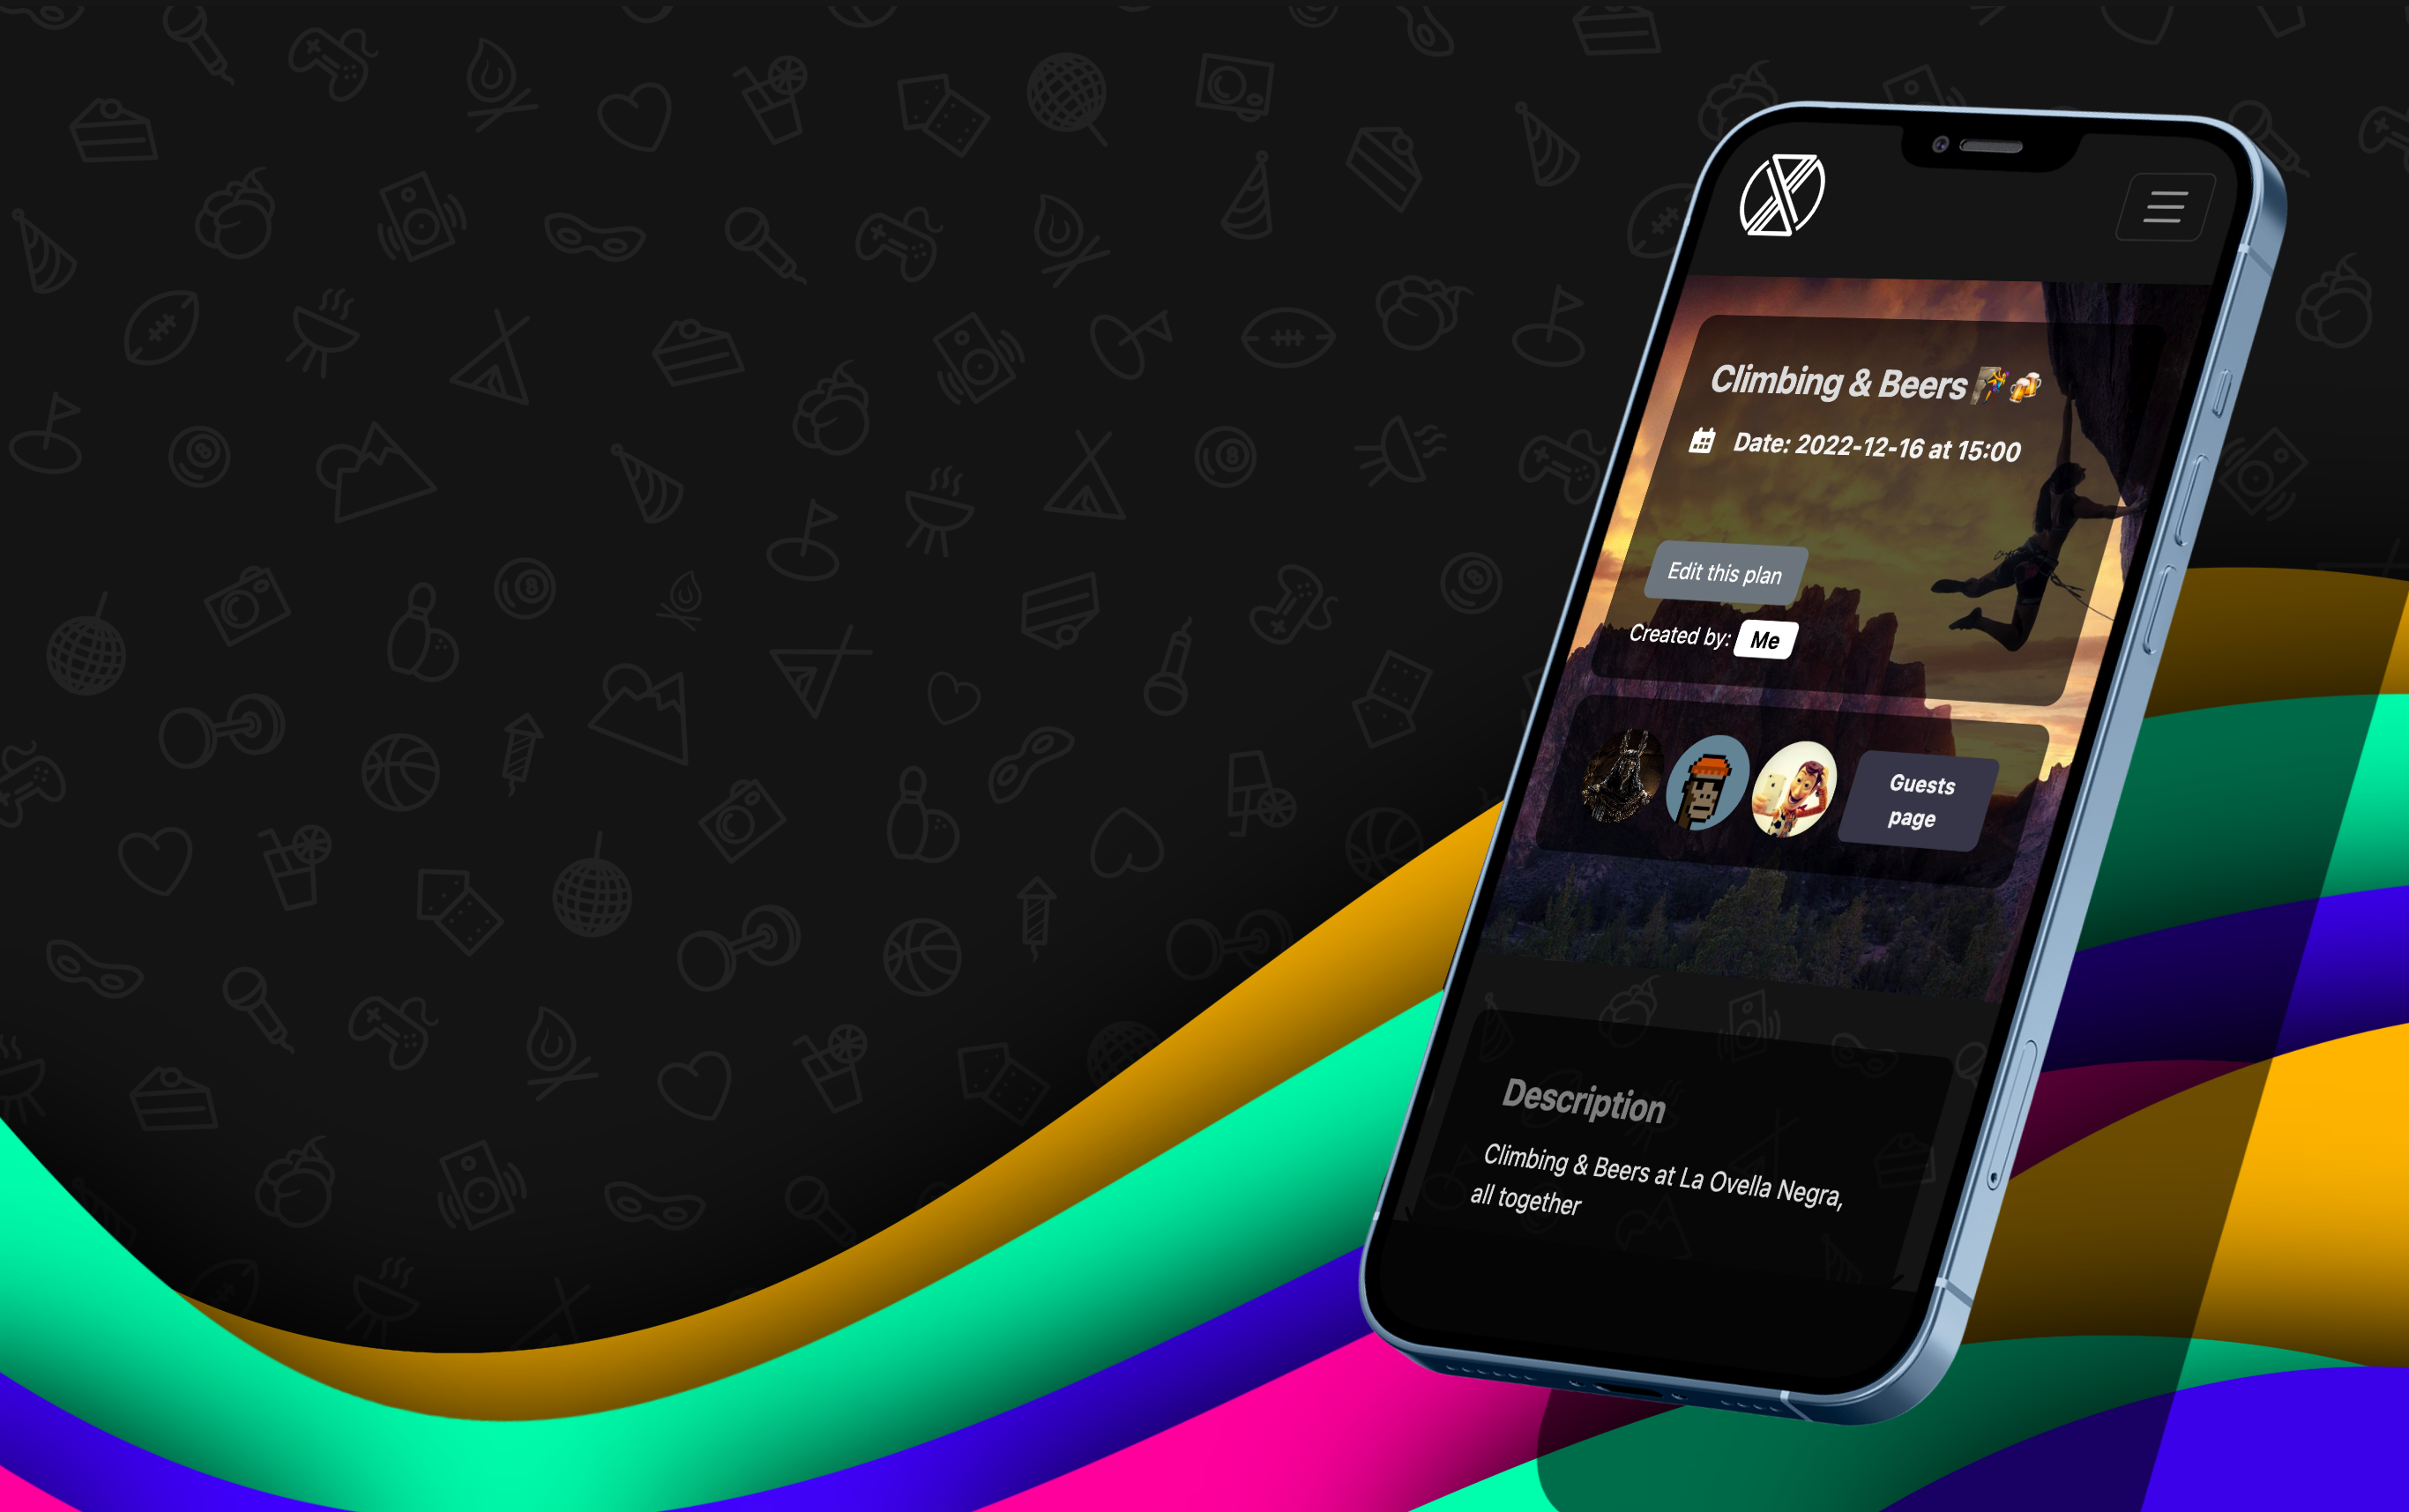 Climbing & Beers 🧗🍻
Date: 2022-12-16 at 15:00
Edit this plan
Created by: Me
Guests
page
Description
Climbing & Beers at La Ovella Negra,
all together